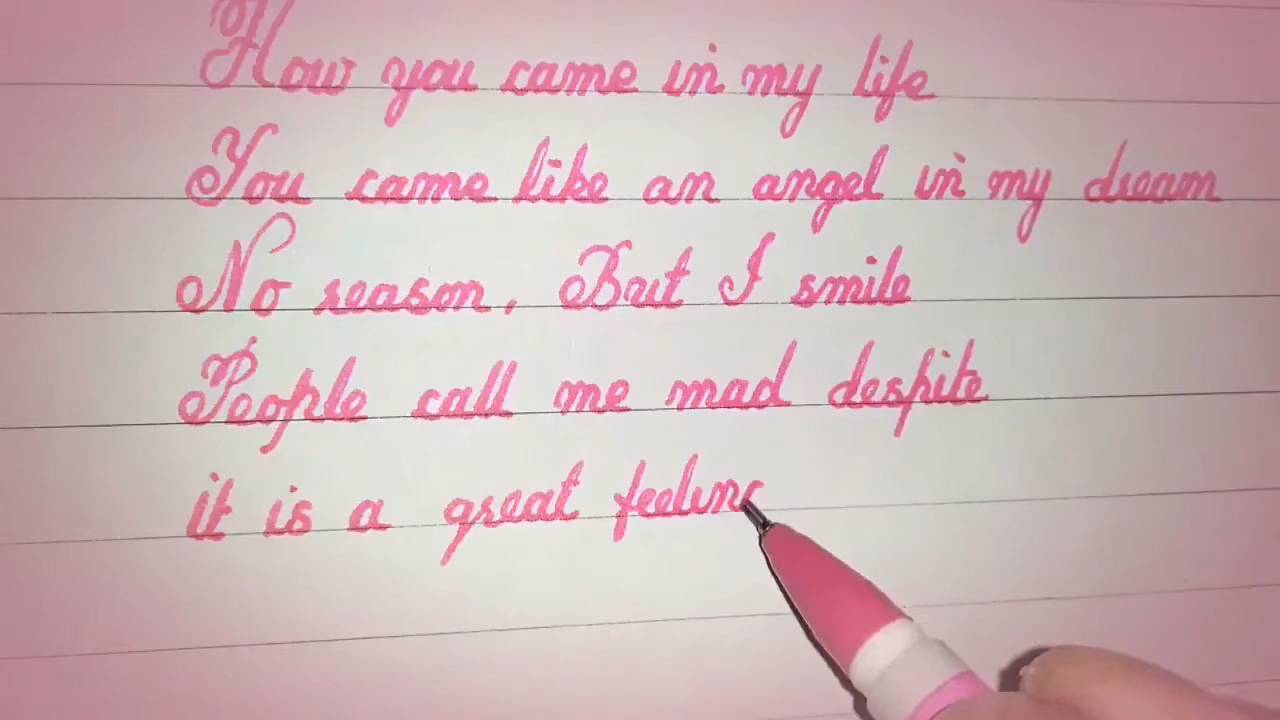 How you came in my life
You came like an angel in my dream
No reason, But I smile
People call me mad despite
it is a great feeling